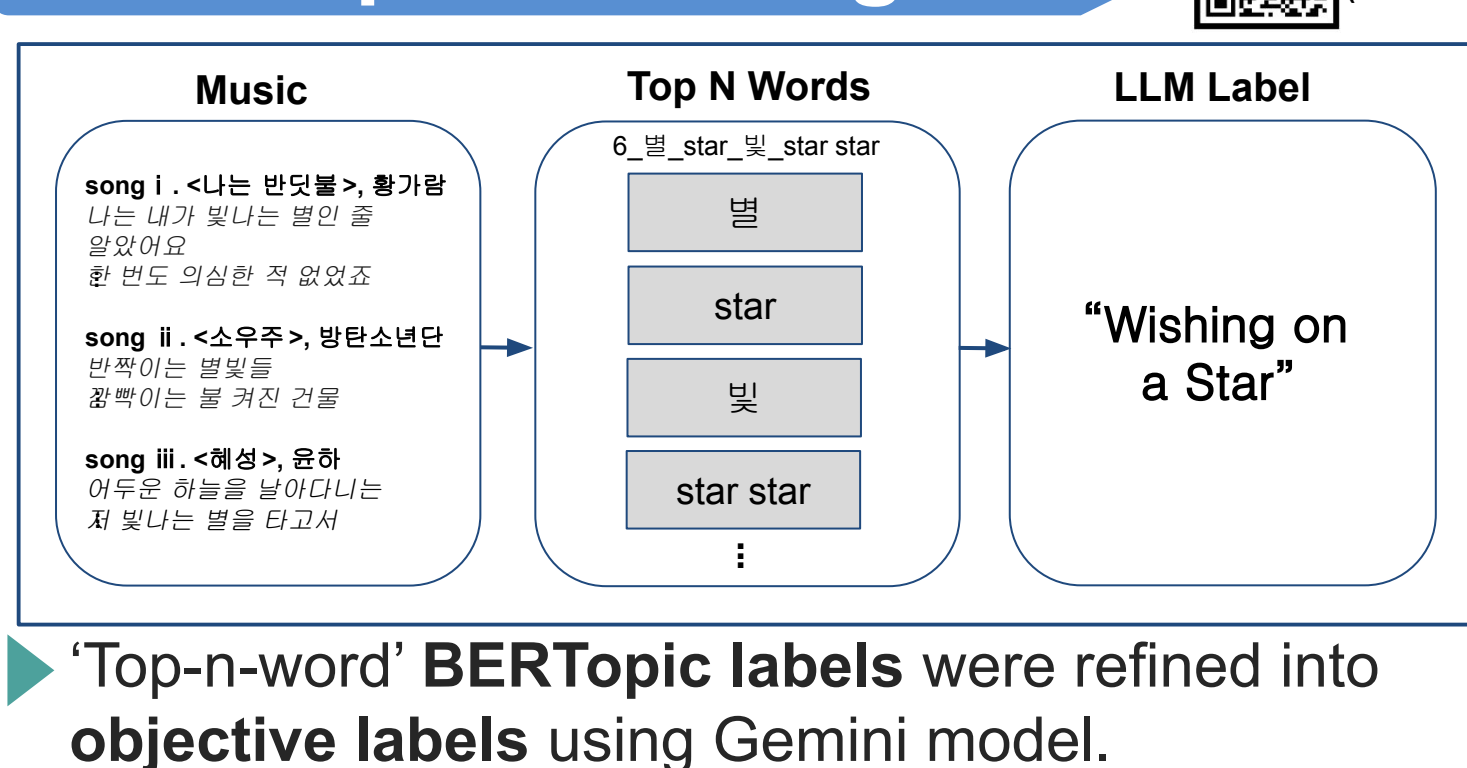 Music
song ⅰ. <나는 반딧불>, 황가람
나는 내가 빛나는 별인 줄
알았어요
한 번도 의심한 적 없었죠
song ⅱ. <소우주>, 방탄소년단
반짝이는 별빛들
깜빡이는 불 켜진 건물
song ⅲ. <혜성>, 윤하
어두운 하늘을 날아다니는
저 빛나는 별을 타고서
Top N Words
6_별_star_빛_star star
별
star
빛
star star
⋮
LLM Label
“Wishing on
a Star”
‘Top-n-word’ BERTopic labels were refined into
objective labels using Gemini model.